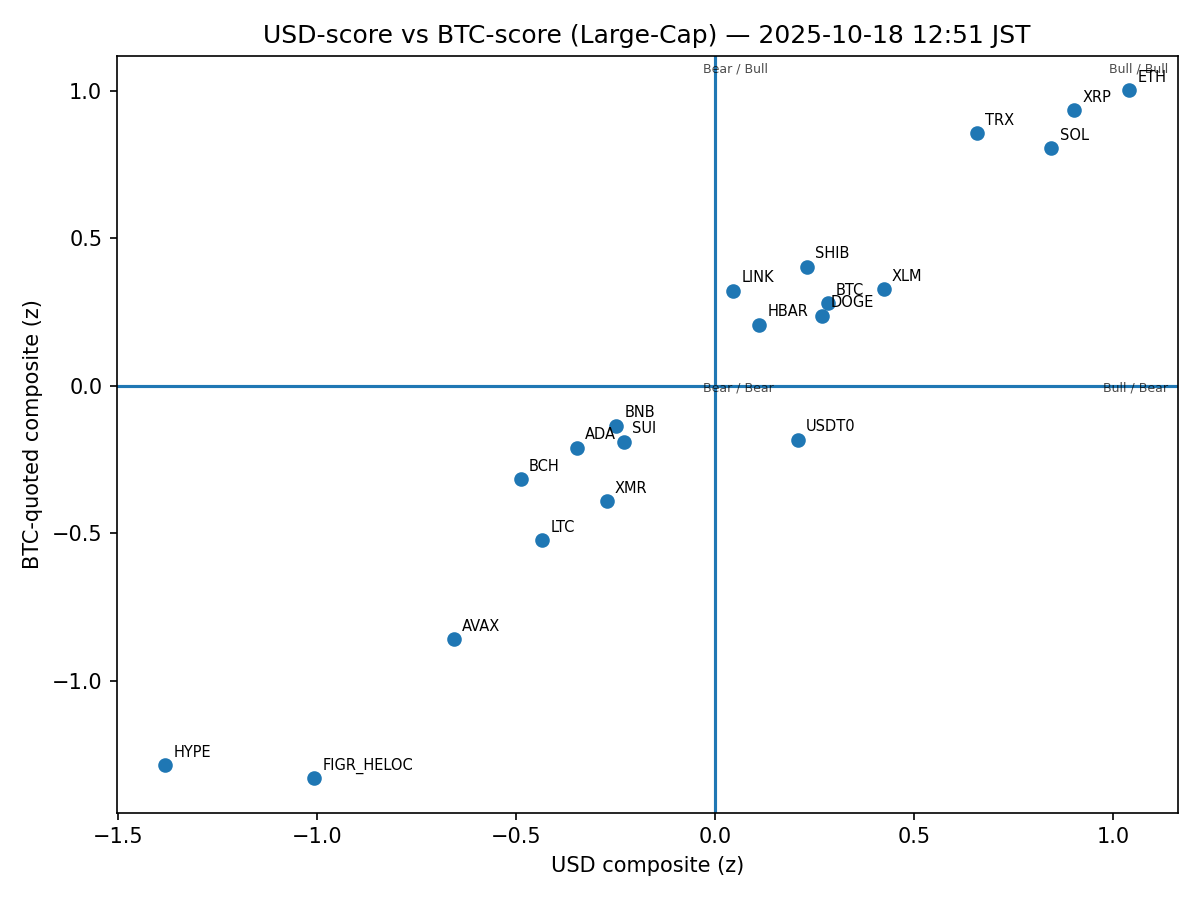 USD-score vs BTC-score (Large-Cap) — 2025-10-18 12:51 JST
Bear / Bull
Bull / Bull
ETH
XRP
TRX
SOL
SHIB
LINK
XLM
BTC
DOGE
HBAR
Bear / Bear
Bull / Bear
BNB
USDT0
SUI
ADA
BCH
XMR
LTC
AVAX
HYPE
FIGR_HELOC
1.0
0.5
0.0
−0.5
−1.0
BTC-quoted composite (z)
−1.5
−1.0
−0.5
0.0
0.5
1.0
USD composite (z)